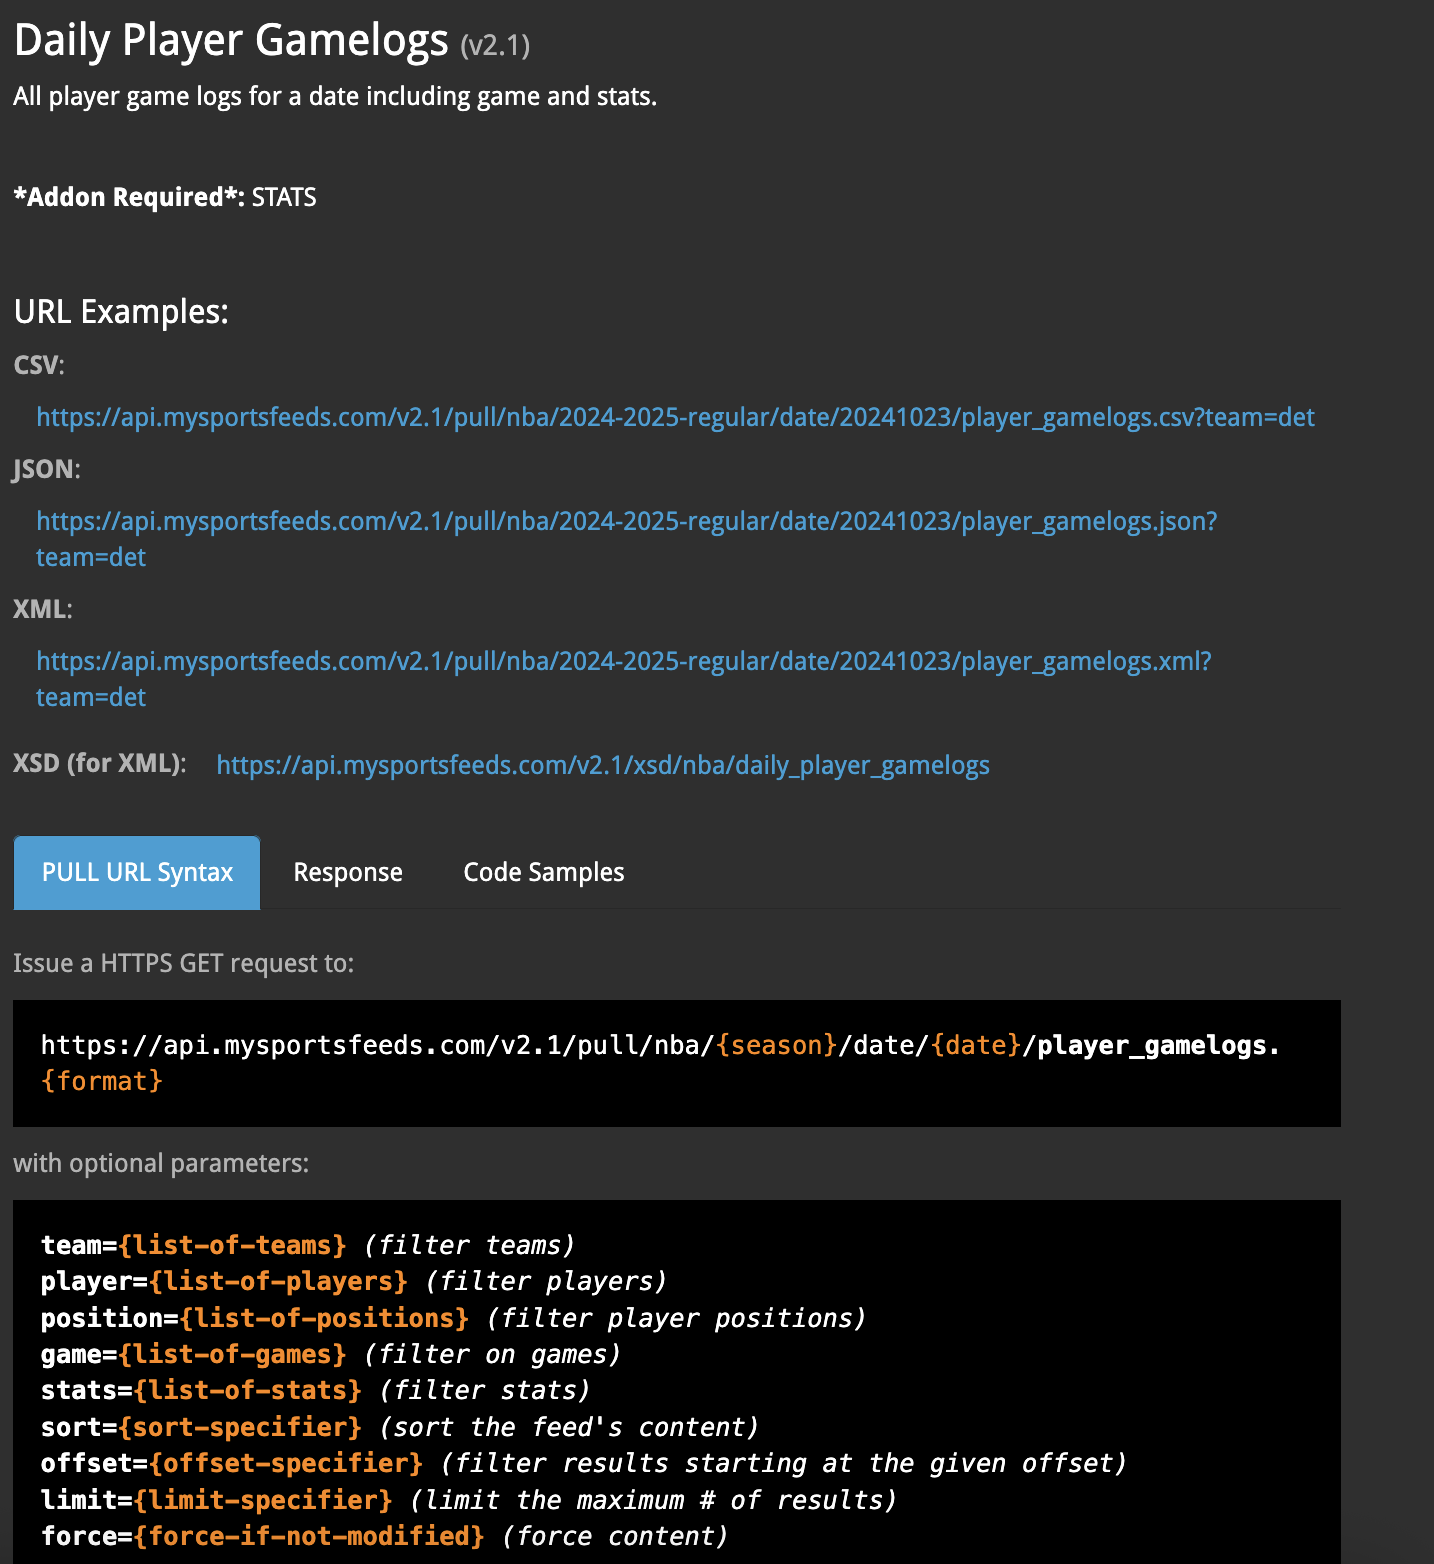 Daily Player Gamelogs (v2.1)
All player game logs for a date including game and stats.
*Addon Required*: STATS
URL Examples:
CSV:
https://api.mysportsfeeds.com/v2.1/pull/nba/2024-2025-regular/date/20241023/player_gamelogs.csv?team=det
JSON:
https://api.mysportsfeeds.com/v2.1/pull/nba/2024-2025-regular/date/20241023/player_gamelogs.json?
team=det
XML:
https://api.mysportsfeeds.com/v2.1/pull/nba/2024-2025-regular/date/20241023/player_gamelogs.xml?
team=det
XSD (for XML): https://api.mysportsfeeds.com/v2.1/xsd/nba/daily_player_gamelogs
PULL URL Syntax Response Code Samples
Issue a HTTPS GET request to:
https://api.mysportsfeeds.com/v2.1/pull/nba/{season}/date/{date}/player_gamelogs.
{format}
with optional parameters:
team={list-of-teams} (filter teams)
player={list-of-players} (filter players)
position={list-of-positions} (filter player positions)
game={list-of-games} (filter on games)
stats={list-of-stats} (filter stats)
sort={sort-specifier} (sort the feed's content)
offset={offset-specifier} (filter results starting at the given offset)
limit={limit-specifier} (limit the maximum # of results)
force={force-if-not-modified} (force content)